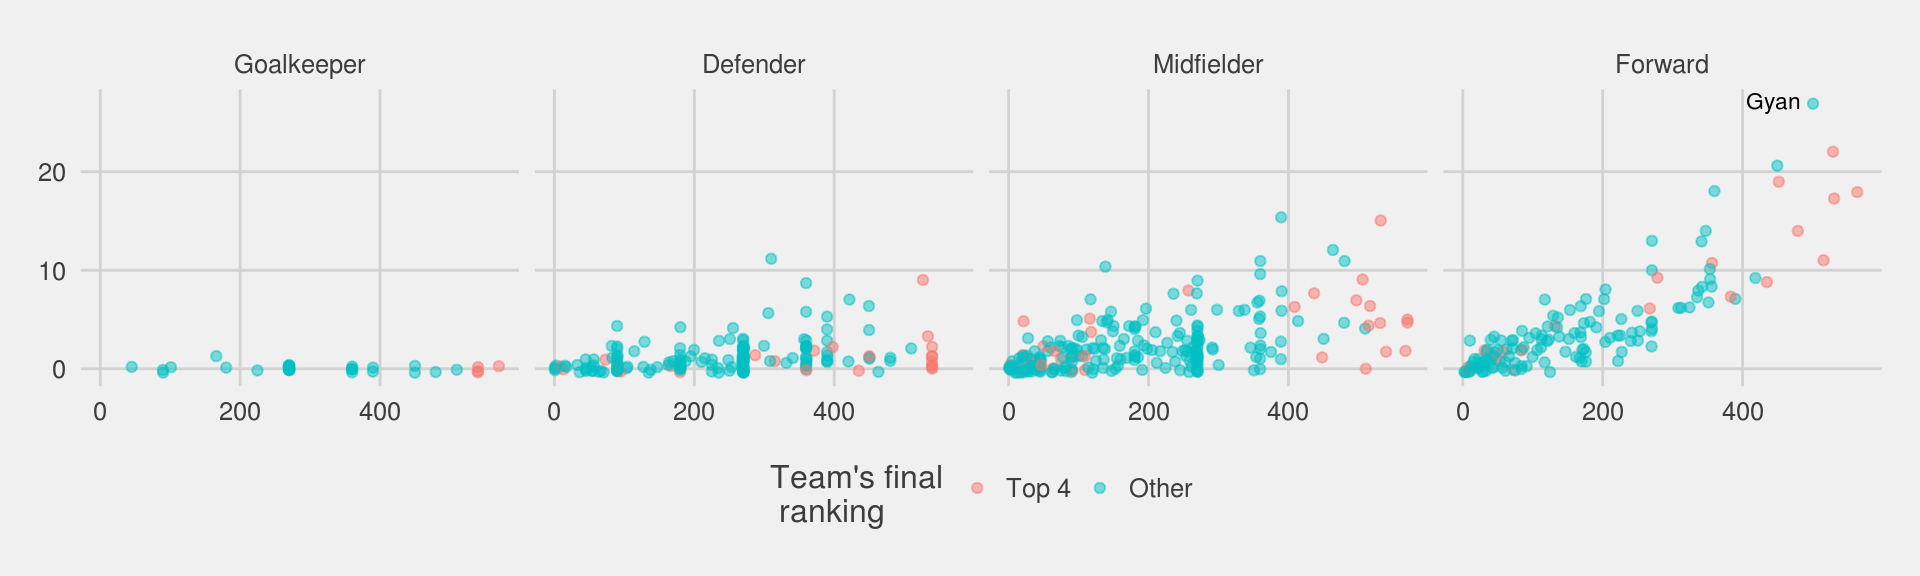 Goalkeeper Defender Midfielder Forward
Gyan
20
10
0
0 200 400 0 200 400 0 200 400 0 200 400
Team's final
ranking
Top 4 Other